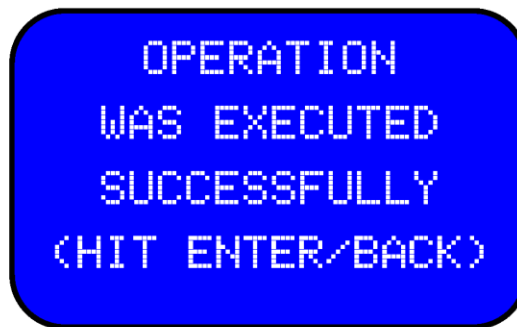 OPERATION
WAS EXECUTED
SUCCESSFULLY
(HIT ENTER/BACK)